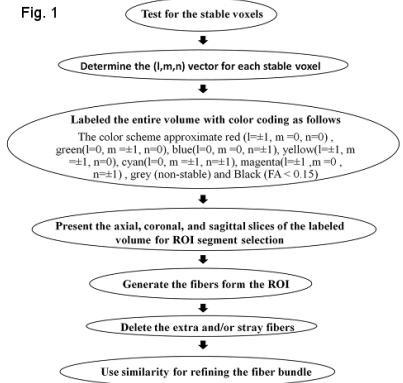 Fig. 1
Test for the stable voxels
Determine the (l,m,n) vector for each stable voxel
Labeled the entire volume with color coding as follows
The color scheme approximate red (l=±1, m =0, n=0) ,
green(l=0, m =±1, n=0), blue(l=0, m =0, n=±1), yellow(l=±1, m
=±1, n=0), cyan(l=0, m =±1, n=±1), magenta(l=±1 ,m =0 ,
n=±1) , grey (non-stable) and Black (FA < 0.15)
Present the axial, coronal, and sagittal slices of the labeled
volume for ROI segment selection
Generate the fibers form the ROI
Delete the extra and/or stray fibers
Use similarity for refining the fiber bundle